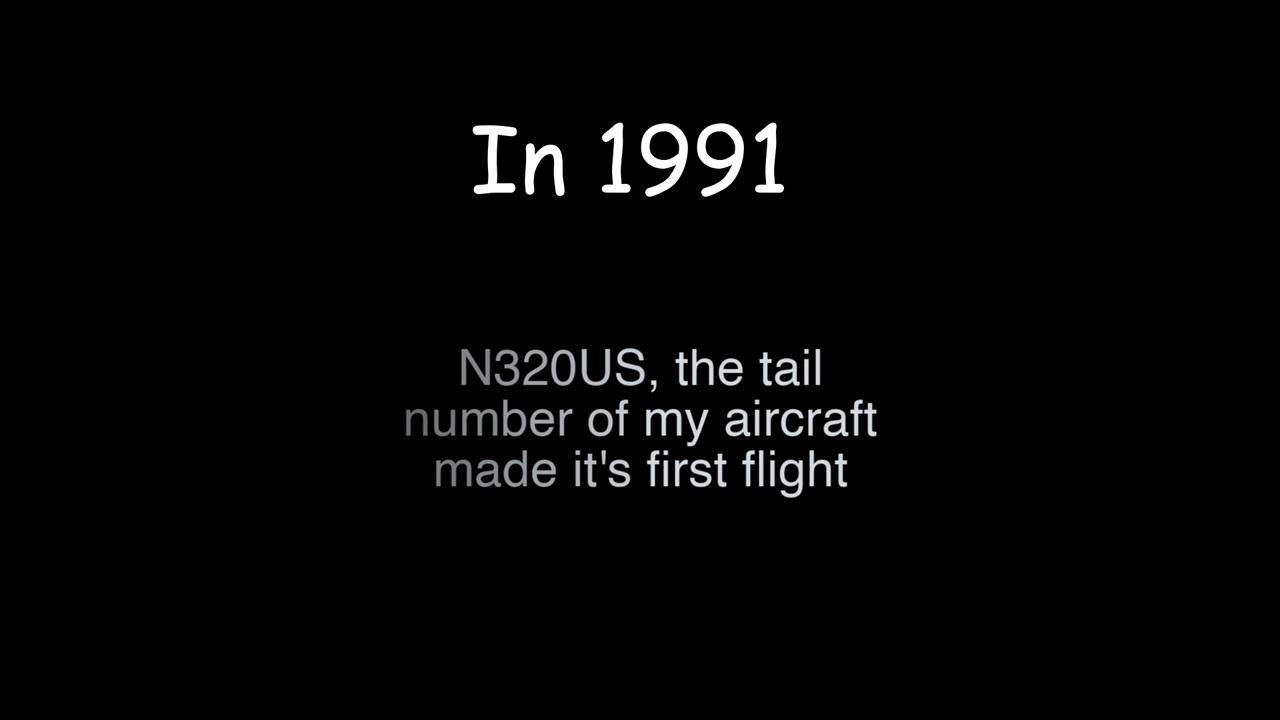 In 1991
N320US, the tail
number of my aircraft
made it's first flight